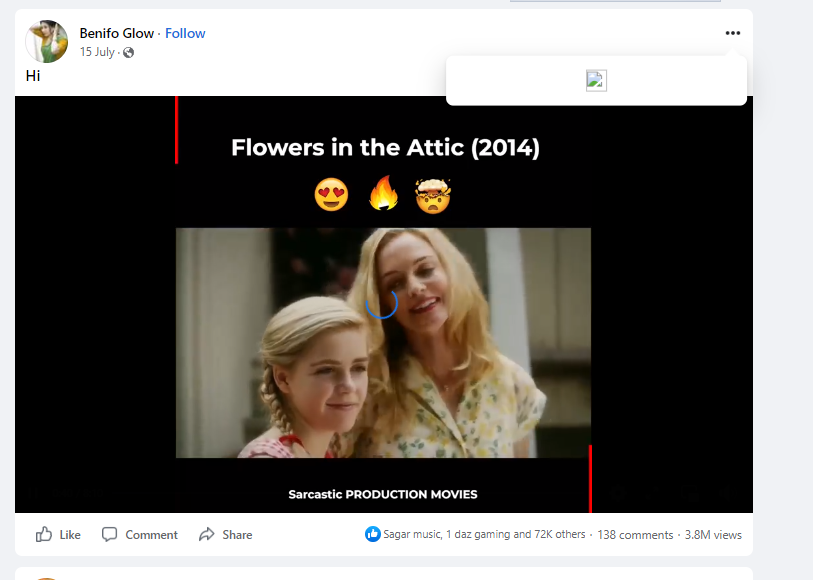 Benifo Glow · Follow
15 July ·
Hi
Flowers in the Attic (2014)
Sarcastic PRODUCTION MOVIES
Like Comment Share Sagar music, 1 daz gaming and 72K others · 138 comments · 3.8M views